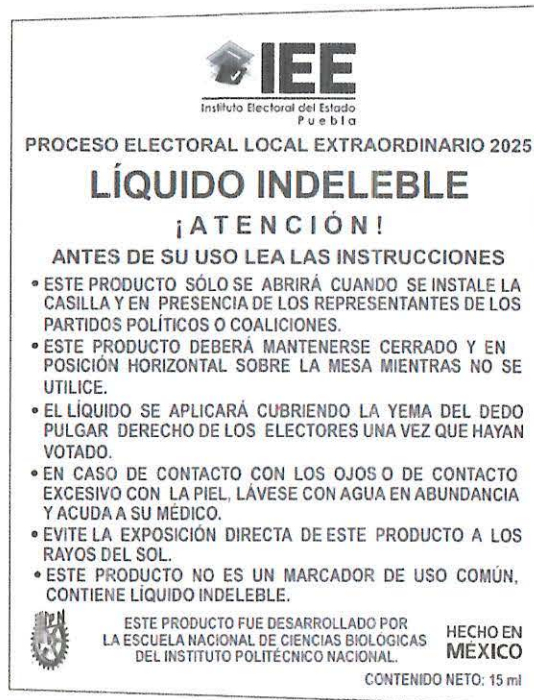 IEE
Instituto Electoral del Estado
Puebla
PROCESO ELECTORAL LOCAL EXTRAORDINARIO 2025
LÍQUIDO INDELEBLE
¡ATENCIÓN!
ANTES DE SU USO LEA LAS INSTRUCCIONES
• ESTE PRODUCTO SÓLO SE ABRIRÁ CUANDO SE INSTALE LA
CASILLA Y EN PRESENCIA DE LOS REPRESENTANTES DE LOS
PARTIDOS POLÍTICOS O COALICIONES.
• ESTE PRODUCTO DEBERÁ MANTENERSE CERRADO Y EN
POSICIÓN HORIZONTAL SOBRE LA MESA MIENTRAS NO SE
UTILICE.
• EL LÍQUIDO SE APLICARÁ CUBRIENDO LA YEMA DEL DEDO
PULGAR DERECHO DE LOS ELECTORES UNA VEZ QUE HAYAN
VOTADO.
• EN CASO DE CONTACTO CON LOS OJOS O DE CONTACTO
EXCESIVO CON LA PIEL, LÁVESE CON AGUA EN ABUNDANCIA
Y ACUDA A SU MÉDICO.
• EVITE LA EXPOSICIÓN DIRECTA DE ESTE PRODUCTO A LOS
RAYOS DEL SOL.
• ESTE PRODUCTO NO ES UN MARCADOR DE USO COMÚN,
CONTIENE LÍQUIDO INDELEBLE.
ESTE PRODUCTO FUE DESARROLLADO POR
LA ESCUELA NACIONAL DE CIENCIAS BIOLÓGICAS
DEL INSTITUTO POLITÉCNICO NACIONAL.
HECHO EN
MÉXICO
CONTENIDO NETO: 15 ml